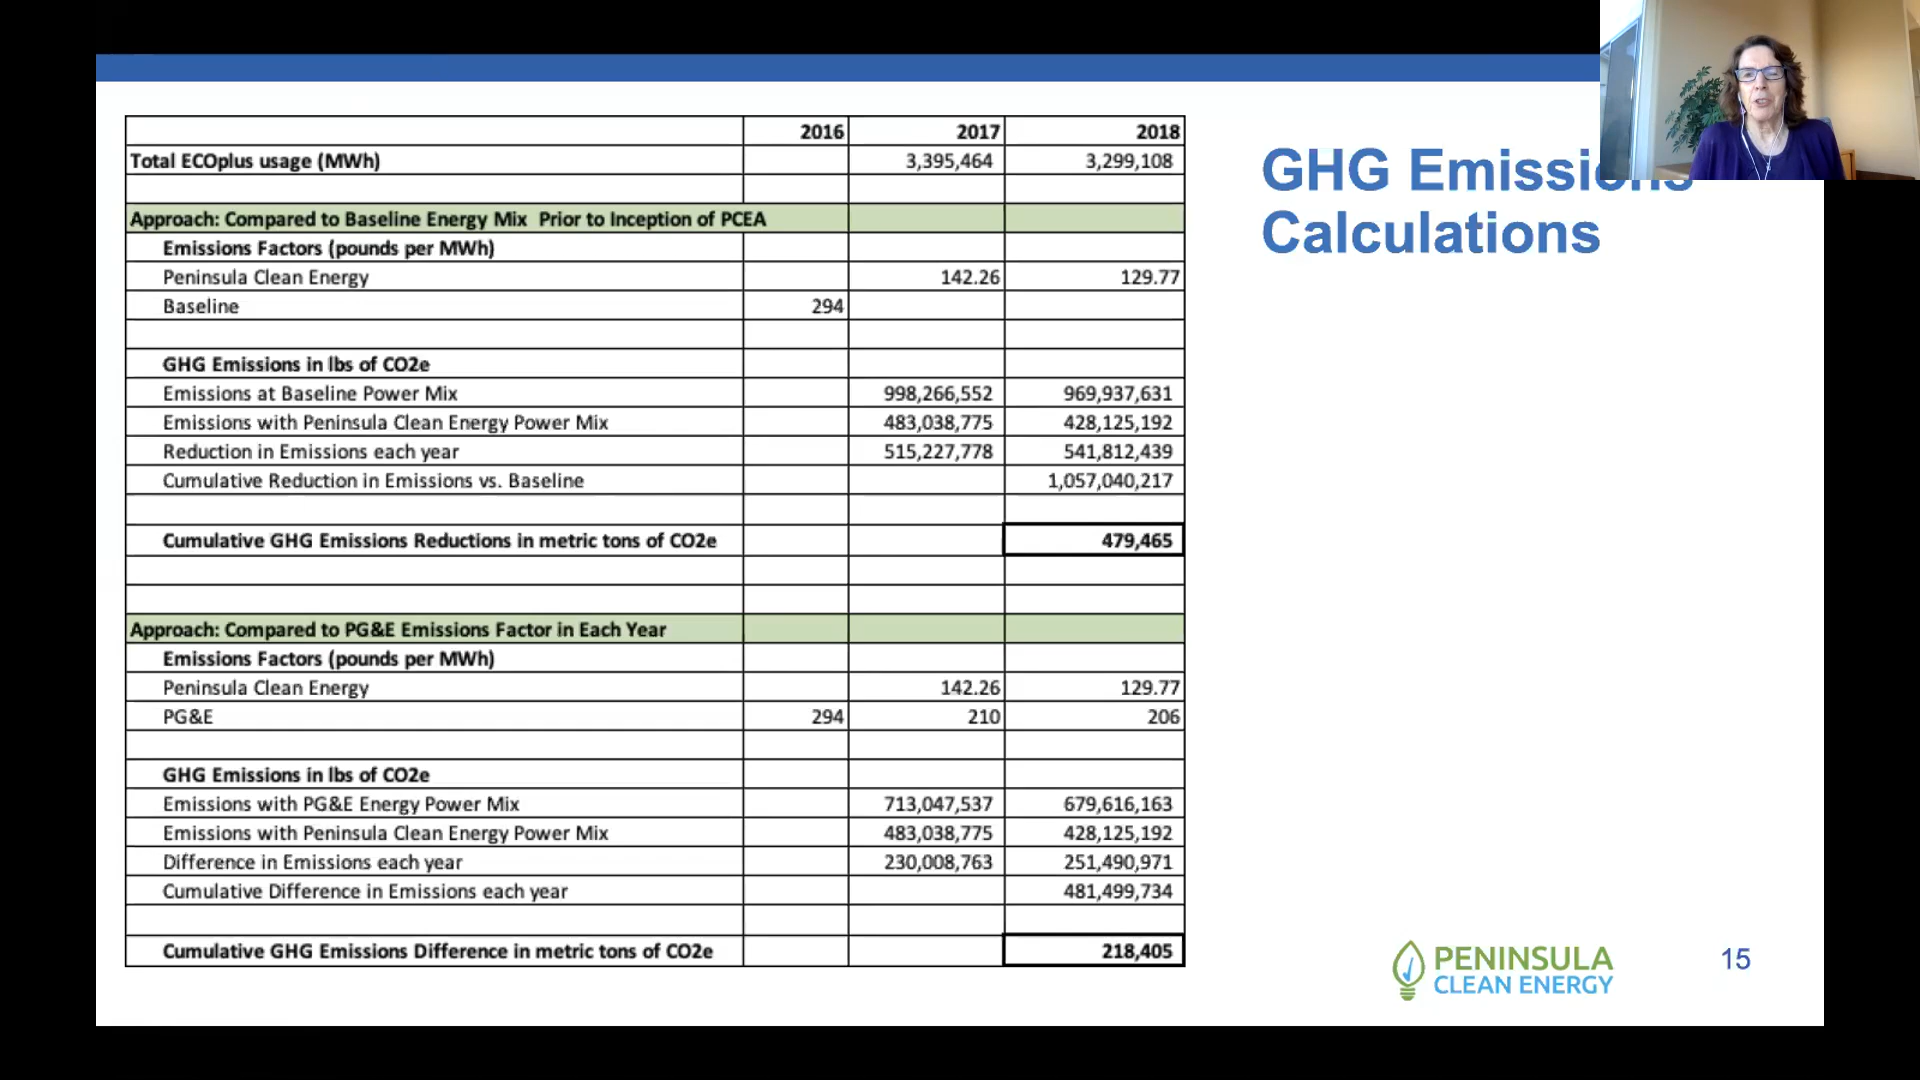 2016 2017 2018
Total ECOplus usage (MWh) 3,395,464 3,299,108
Approach: Compared to Baseline Energy Mix Prior to Inception of PCEA
Emissions Factors (pounds per MWh)
Peninsula Clean Energy 142.26 129.77
Baseline 294
GHG Emissions in lbs of CO2e
Emissions at Baseline Power Mix 998,266,552 969,937,631
Emissions with Peninsula Clean Energy Power Mix 483,038,775 428,125,192
Reduction in Emissions each year 515,227,778 541,812,439
Cumulative Reduction in Emissions vs. Baseline 1,057,040,217
Cumulative GHG Emissions Reductions in metric tons of CO2e 479,465
Approach: Compared to PG&E Emissions Factor in Each Year
Emissions Factors (pounds per MWh)
Peninsula Clean Energy 142.26 129.77
PG&E 294 210 206
GHG Emissions in lbs of CO2e
Emissions with PG&E Energy Power Mix 713,047,537 679,616,163
Emissions with Peninsula Clean Energy Power Mix 483,038,775 428,125,192
Difference in Emissions each year 230,008,763 251,490,971
Cumulative Difference in Emissions each year 481,499,734
Cumulative GHG Emissions Difference in metric tons of CO2e 218,405
GHG Emissions
Calculations
PENINSULA
CLEAN ENERGY
15